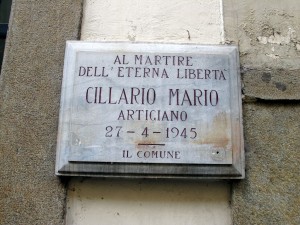 AL MARTIRE
DELL'ETERNA LIBERTÀ
CILLARIO MARIO
ARTIGIANO
27-4-1945
IL COMUNE